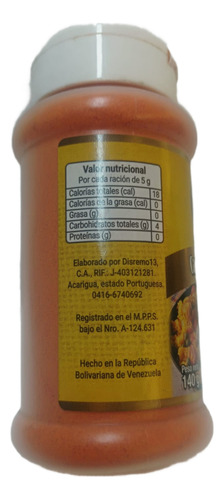 Valor nutricional
Por cada ración de 5 g
Calorías totales (cal) 18
Calorías de la grasa (cal) 0
Grasa (g) 0
Carbohidratos totales (g) 4
Proteínas (g) 0
Elaborado por Disremo13,
C.A., RIF.: J-403121281.
Acarigua, estado Portuguesa.
0416-6740692
Registrado en el M.P.P.S.
bajo el Nro. A-124.631
Hecho en la República
Bolivariana de Venezuela
140